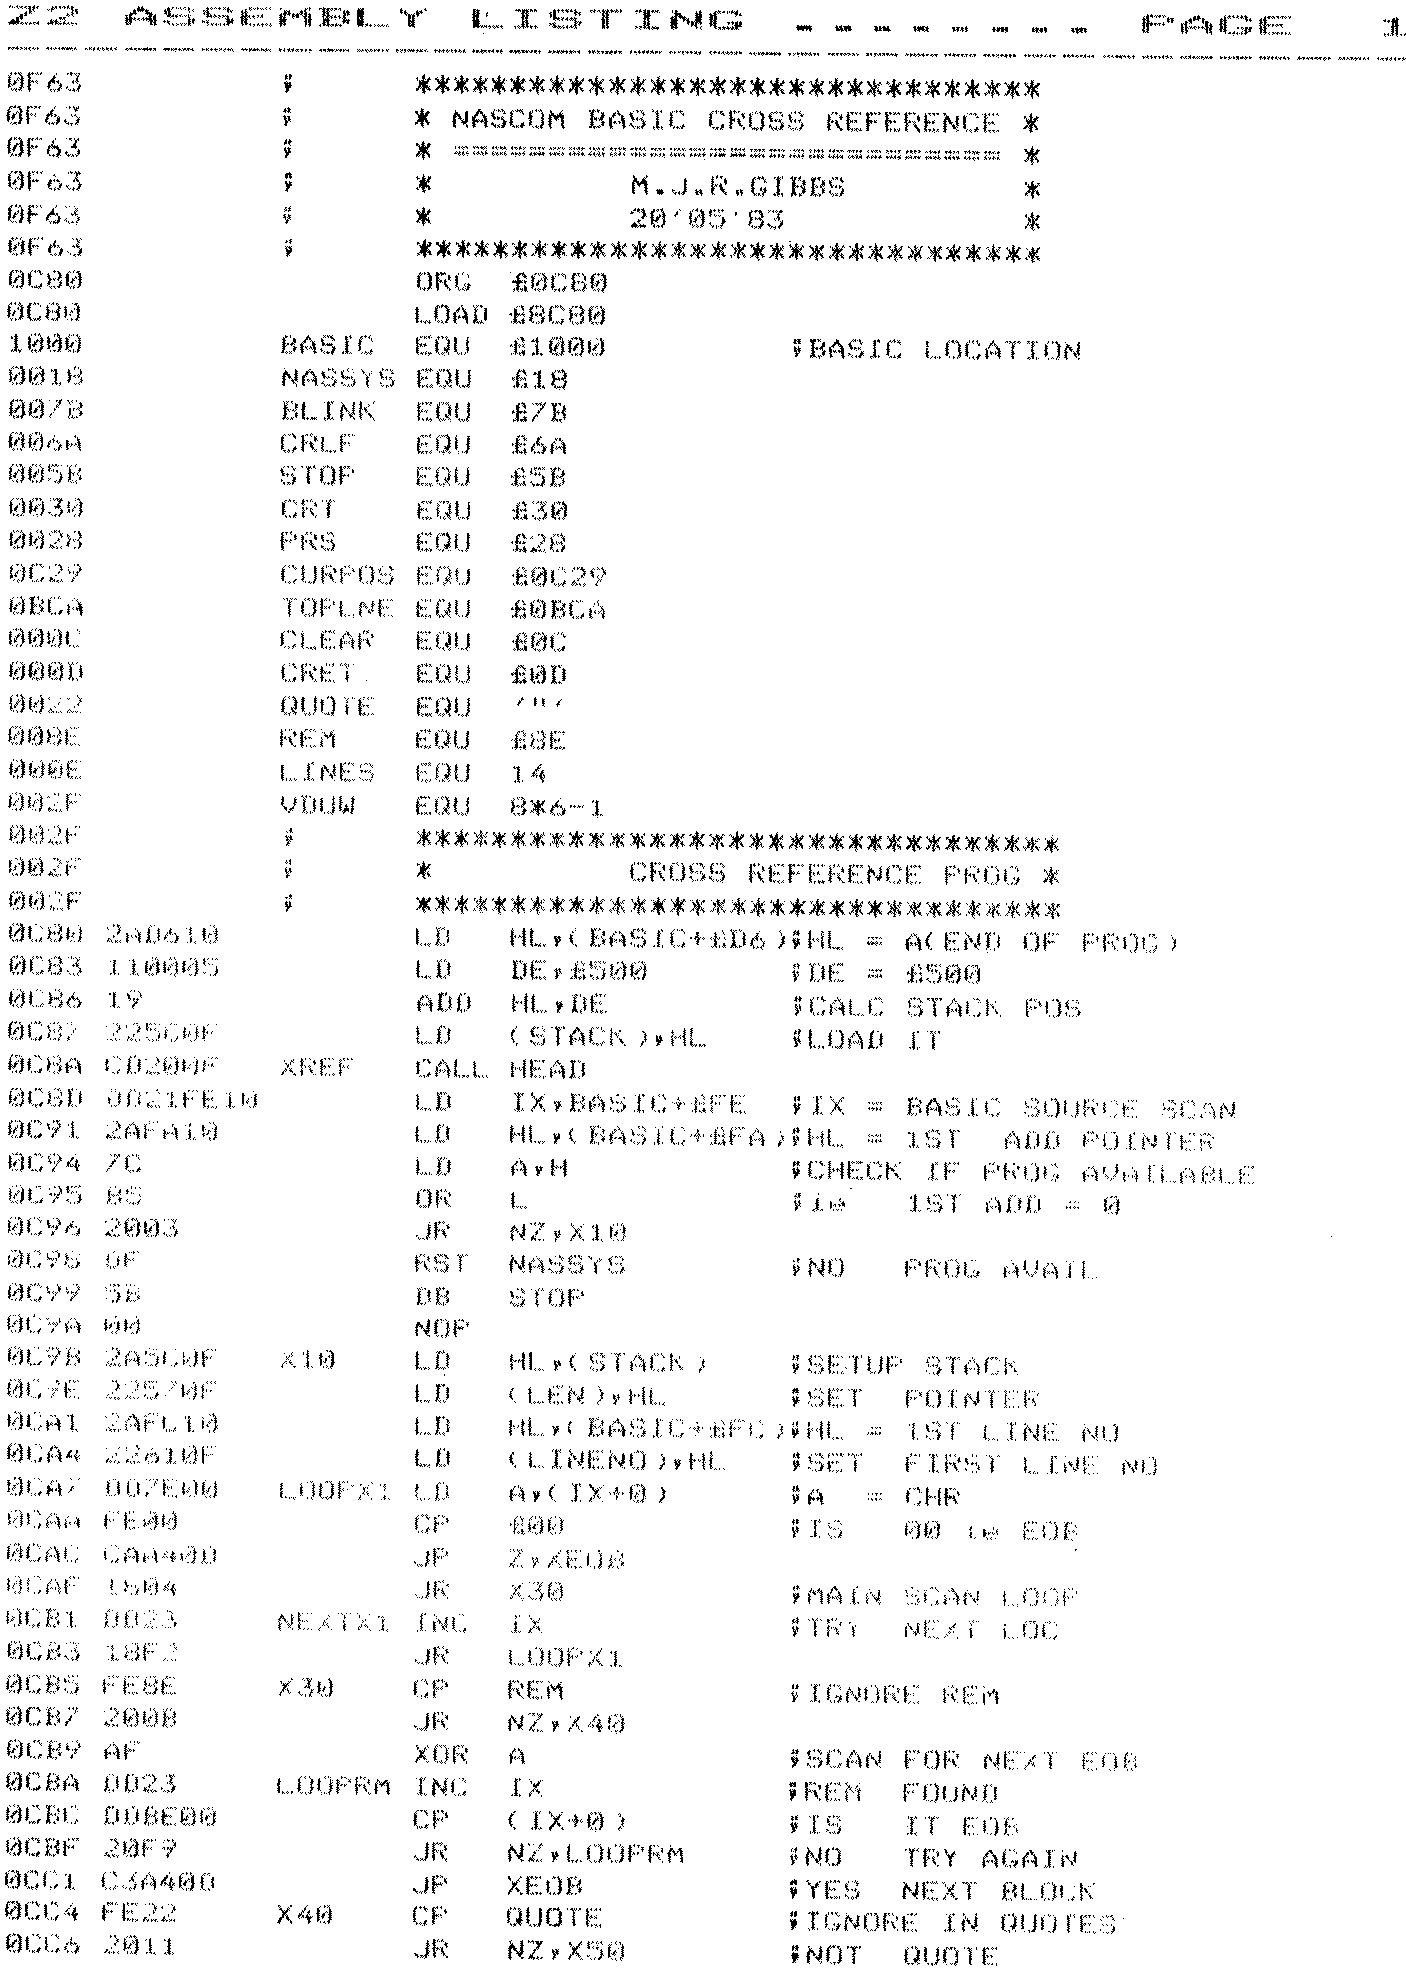 Z2 ASSEMBLY LISTING ........ PAGE 1
0F63 ; *********************************
0F63 ; * NASCOM BASIC CROSS REFERENCE *
0F63 ; * ============================ *
0F63 ; * M.J.R.GIBBS *
0F63 ; * 20'05'83 *
0F63 ; *********************************
0C80 ORG £0C80
0C80 LOAD £8C80
1000 BASIC EQU £1000 ;BASIC LOCATION
0018 NASSYS EQU £18
007B BLINK EQU £7B
006A CRLF EQU £6A
005B STOP EQU £5B
0030 CRT EQU £30
0028 PRS EQU £28
0C29 CURPOS EQU £0C29
0BCA TOPLNE EQU £0BCA
000C CLEAR EQU £0C
000D CRET EQU £0D
0022 QUOTE EQU '"'
008E REM EQU £8E
000E LINES EQU 14
002F VDUW EQU 8*6-1
002F ; **********************************
002F ; * CROSS REFERENCE PROG *
002F ; **********************************
0C80 2AD610 LD HL,(BASIC+£D6);HL = A(END OF PROG)
0C83 110005 LD DE,£500 ;DE = £500
0C86 19 ADD HL,DE ;CALC STACK POS
0C87 225C0F LD (STACK),HL ;LOAD IT
0C8A CD200F XREF CALL HEAD
0C8D DD21FE10 LD IX,BASIC+£FE ;IX = BASIC SOURCE SCAN
0C91 2AFA10 LD HL,(BASIC+£FA);HL = 1ST ADD POINTER
0C94 7C LD A,H ;CHECK IF PROG AVAILABLE
0C95 B5 OR L ;ie 1ST ADD = 0
0C96 2003 JR NZ,X10
0C98 DF RST NASSYS ;NO PROG AVAIL
0C99 5B DB STOP
0C9A 00 NOP
0C9B 2A5C0F X10 LD HL,(STACK) ;SETUP STACK
0C9E 22570F LD (LEN),HL ;SET POINTER
0CA1 2AFC10 LD HL,(BASIC+£FC);HL = 1ST LINE NO
0CA4 22610F LD (LINENO),HL ;SET FIRST LINE NO
0CA7 DD7E00 LOOPX1 LD A,(IX+0) ;A = CHR
0CAA FE00 CP £00 ;IS 00 ie EOB
0CAC CAA40D JP Z,XEOB
0CAF 1804 JR X30 ;MAIN SCAN LOOP
0CB1 DD23 NEXTX1 INC IX ;TRY NEXT LOC
0CB3 18F2 JR LOOPX1
0CB5 FE8E X30 CP REM ;IGNORE REM
0CB7 200B JR NZ,X40
0CB9 AF XOR A ;SCAN FOR NEXT EOB
0CBA DD23 LOOPRM INC IX ;REM FOUND
0CBC DDBE00 CP (IX+0) ;IS IT EOB
0CBF 20F9 JR NZ,LOOPRM ;NO TRY AGAIN
0CC1 C3A40D JP XEOB ;YES NEXT BLOCK
0CC4 FE22 X40 CP QUOTE ;IGNORE IN QUOTES
0CC6 2011 JR NZ,X50 ;NOT QUOTE